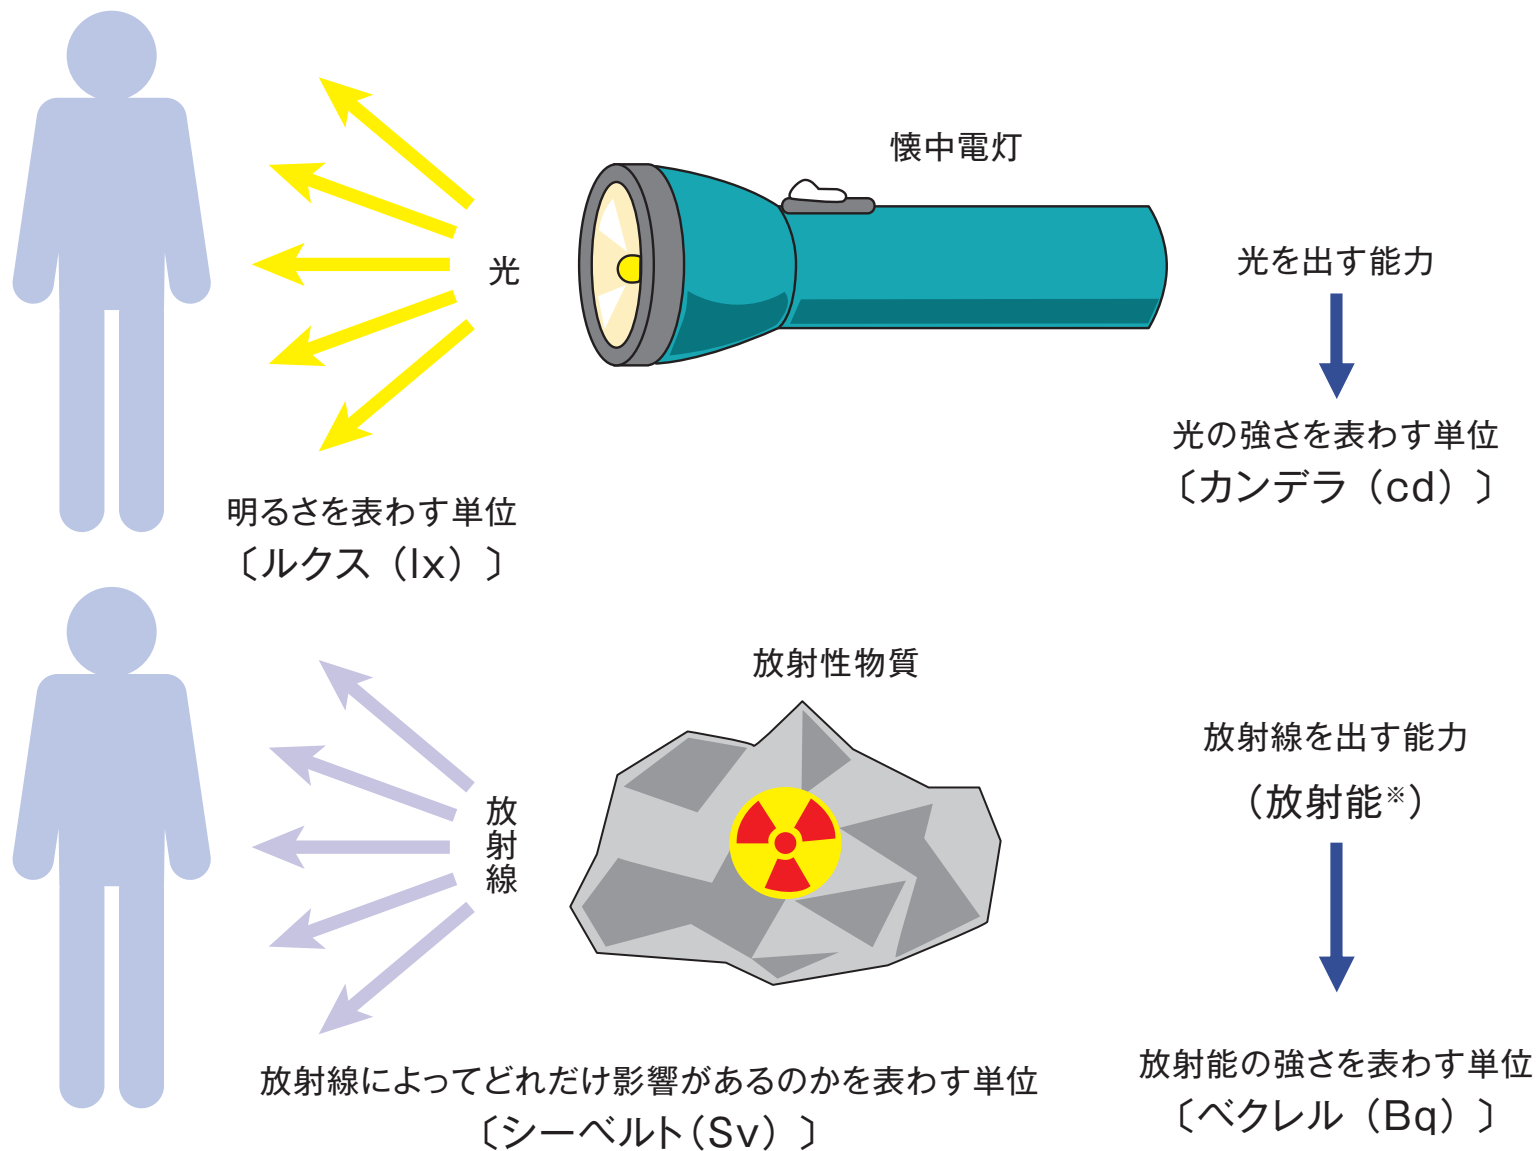 懐中電灯
光
光を出す能力
光の強さを表わす単位
〔カンデラ（cd）〕
明るさを表わす単位
〔ルクス（lx）〕
放射性物質
放射線
放射線を出す能力
（放射能※）
放射能の強さを表わす単位
〔ベクレル（Bq）〕
放射線によってどれだけ影響があるのかを表わす単位
〔シーベルト（Sv）〕